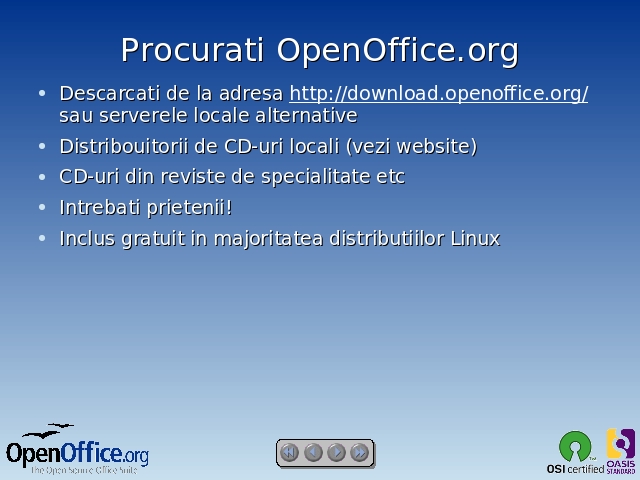 Procurati OpenOffice.org
• Descarcati de la adresa http://download.openoffice.org/
sau serverele locale alternative
• Distribouitorii de CD-uri locali (vezi website)
• CD-uri din reviste de specialitate etc
• Intrebati prietenii!
• Inclus gratuit in majoritatea distributiilor Linux
OpenOffice.org
The Open Source Office Suite
OSI certified
OASIS
STANDARD